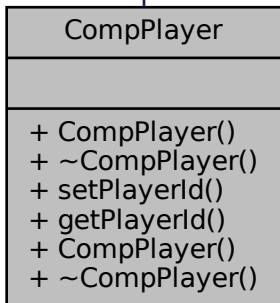 CompPlayer
+ CompPlayer()
+ ~CompPlayer()
+ setPlayerId()
+ getPlayerId()
+ CompPlayer()
+ ~CompPlayer()